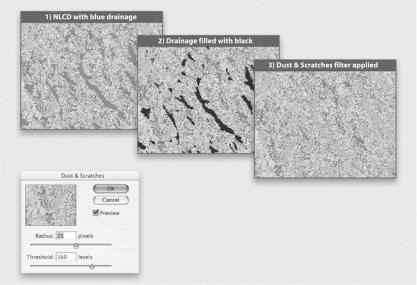 1) NLCD with blue drainage
2) Drainage filled with black
3) Dust & Scratches filter applied
Dust & Scratches
OK
Cancel
Preview
Radius: 25 pixels
Threshold: 160 levels